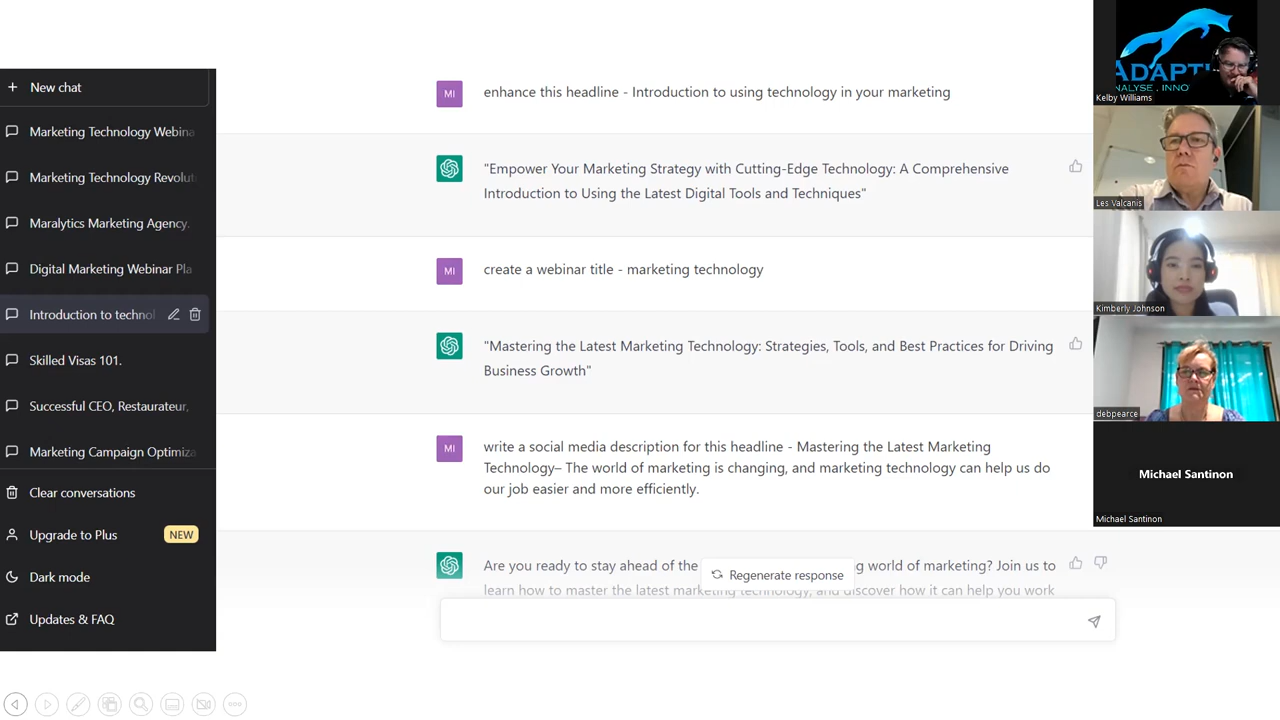 New chat
Marketing Technology Webina
Marketing Technology Revolut
Maralytics Marketing Agency.
Digital Marketing Webinar Pla
Introduction to technol
Skilled Visas 101.
Successful CEO, Restaurateur,
Marketing Campaign Optimiza
Clear conversations
Upgrade to Plus NEW
Dark mode
Updates & FAQ
MI
enhance this headline - Introduction to using technology in your marketing
"Empower Your Marketing Strategy with Cutting-Edge Technology: A Comprehensive
Introduction to Using the Latest Digital Tools and Techniques"
MI
create a webinar title - marketing technology
"Mastering the Latest Marketing Technology: Strategies, Tools, and Best Practices for Driving
Business Growth"
MI
write a social media description for this headline - Mastering the Latest Marketing
Technology– The world of marketing is changing, and marketing technology can help us do
our job easier and more efficiently.
Are you ready to stay ahead of the
g world of marketing? Join us to
Regenerate response
learn how to master the latest marketing technology, and discover how it can help you work
ADAPTI
NALYSE . INNO
Kelby Williams
Les Valcanis
Kimberly Johnson
debpearce
Michael Santinon
Michael Santinon